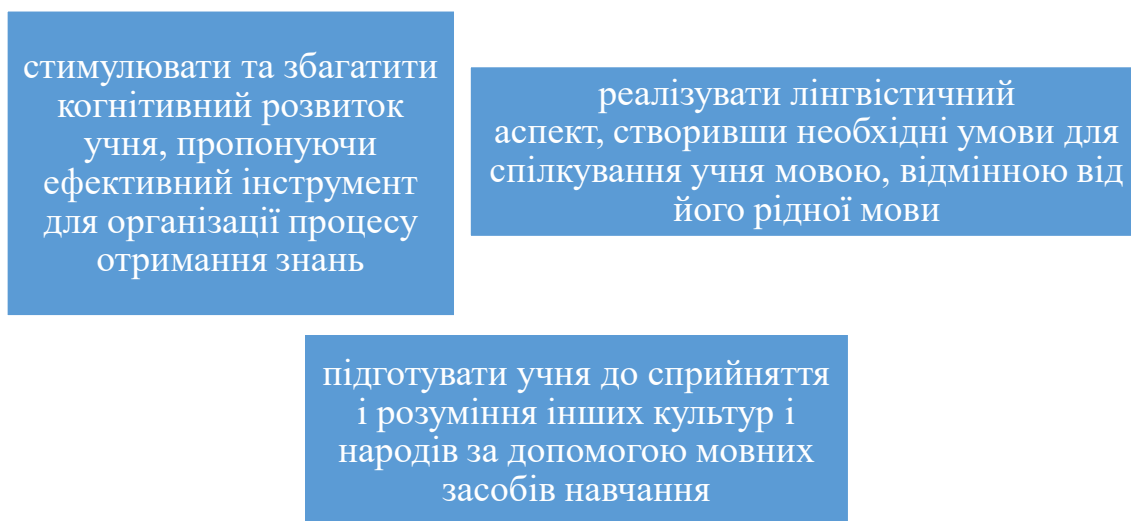 стимулювати та збагатити
когнітивний розвиток
учня, пропонуючи
ефективний інструмент
для організації процесу
отримання знань
реалізувати лінгвістичний
аспект, створивши необхідні умови для
спілкування учня мовою, відмінною від
його рідної мови
підготувати учня до сприйняття
і розуміння інших культур і
народів за допомогою мовних
засобів навчання